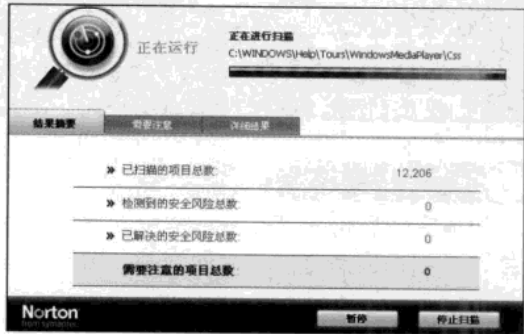 正在运行
正在进行扫描
C:\WINDOWS\Help\Tours\WindowsMediaPlayer\Css
结果摘要
需要注意
详细结果
» 已扫描的项目总数: 12,206
» 检测到的安全风险总数: 0
» 已解决的安全风险总数: 0
需要注意的项目总数: 0
Norton
from symantec
暂停
停止扫描